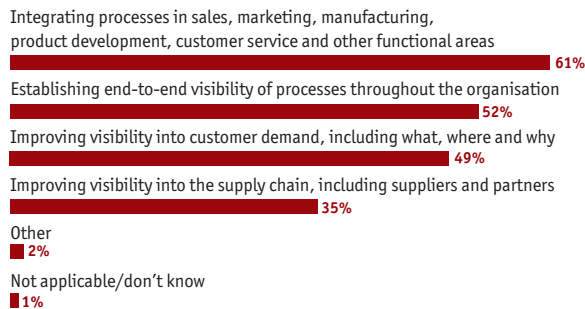 Integrating processes in sales, marketing, manufacturing,
product development, customer service and other functional areas
61%
Establishing end-to-end visibility of processes throughout the organisation
52%
Improving visibility into customer demand, including what, where and why
49%
Improving visibility into the supply chain, including suppliers and partners
35%
Other
2%
Not applicable/don’t know
1%